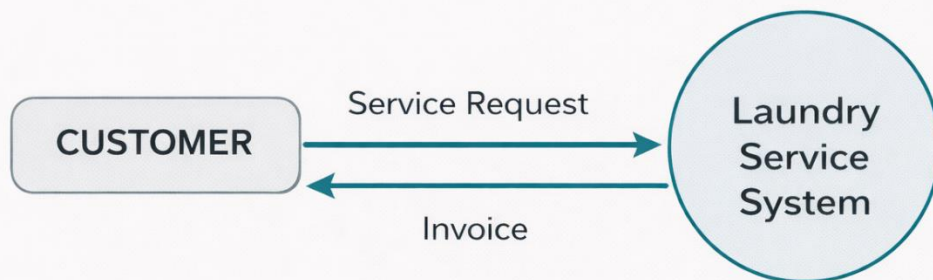 CUSTOMER
Service Request
Invoice
Laundry
Service
System